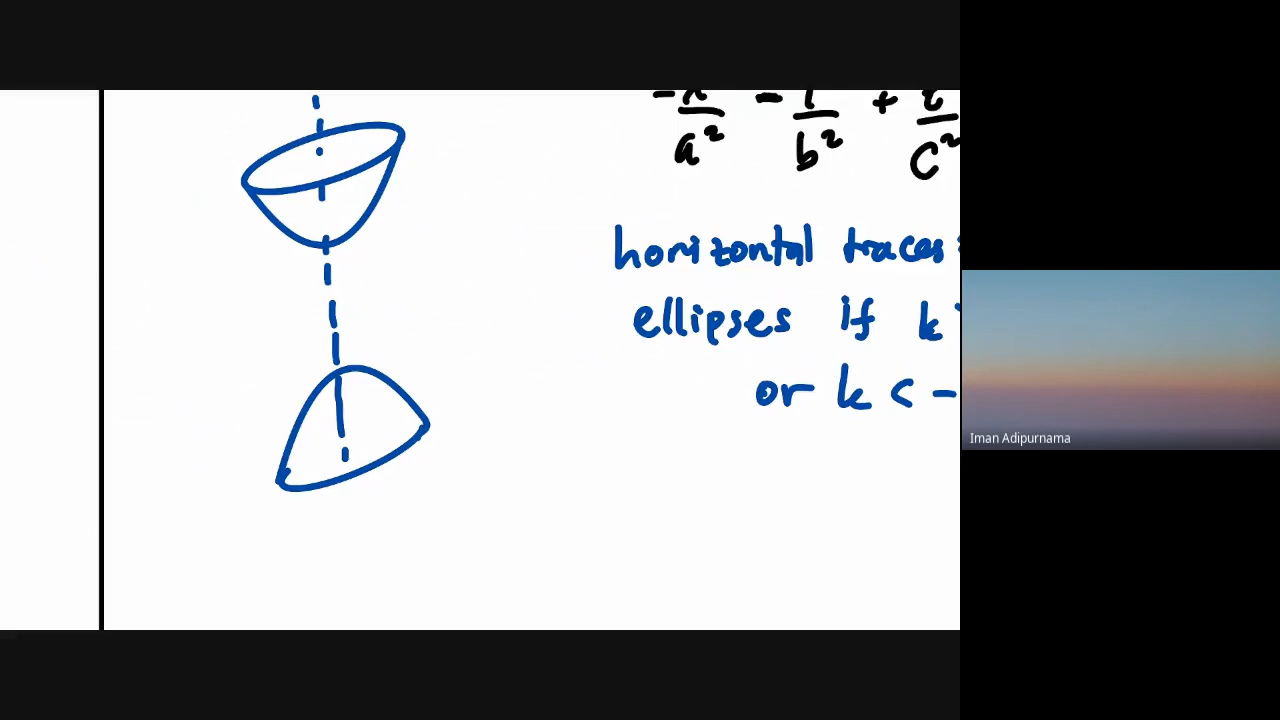 a² b² c²
horizontal traces
ellipses if k
or k < -
Iman Adipurnama